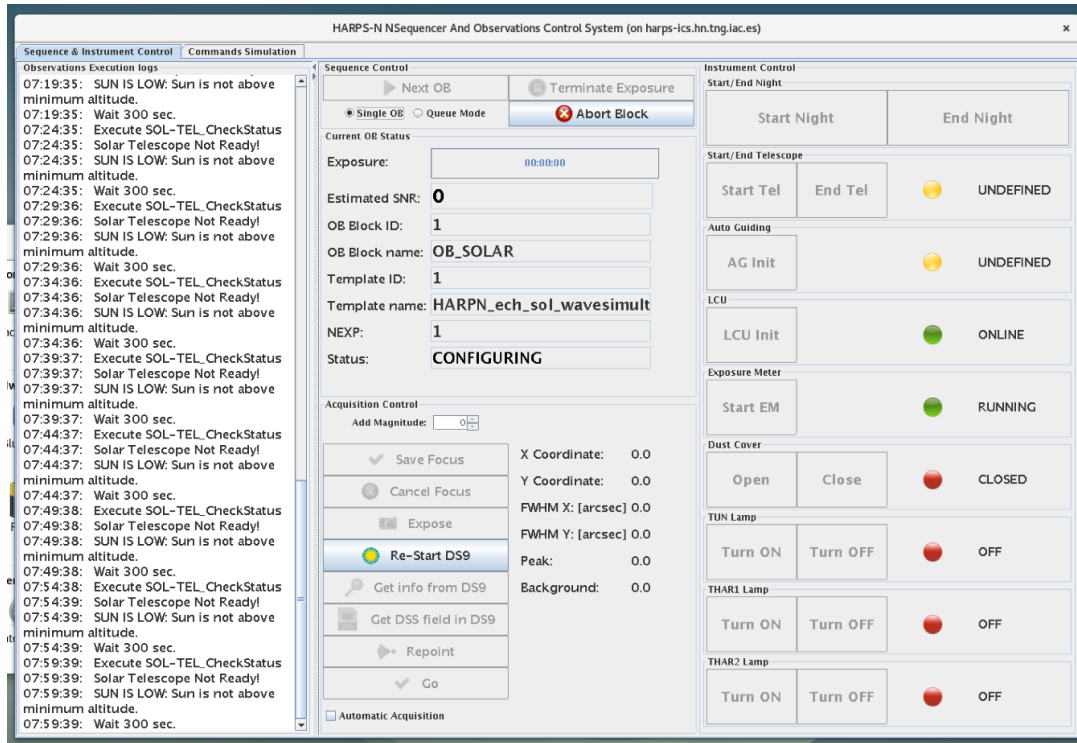 HARPS-N NSequencer And Observations Control System (on harps-ics.hn.tng.iac.es)
x
Sequence & Instrument Control
Commands Simulation
Observations Execution logs
07:19:35: SUN IS LOW: Sun is not above
minimum altitude.
07:19:35: Wait 300 sec.
07:24:35: Execute SOL-TEL_CheckStatus
07:24:35: Solar Telescope Not Ready!
07:24:35: SUN IS LOW: Sun is not above
minimum altitude.
07:24:35: Wait 300 sec.
07:29:36: Execute SOL-TEL_CheckStatus
07:29:36: Solar Telescope Not Ready!
07:29:36: SUN IS LOW: Sun is not above
minimum altitude.
07:29:36: Wait 300 sec.
07:34:36: Execute SOL-TEL_CheckStatus
07:34:36: Solar Telescope Not Ready!
07:34:36: SUN IS LOW: Sun is not above
minimum altitude.
07:34:36: Wait 300 sec.
07:39:37: Execute SOL-TEL_CheckStatus
07:39:37: Solar Telescope Not Ready!
07:39:37: SUN IS LOW: Sun is not above
minimum altitude.
07:39:37: Wait 300 sec.
07:44:37: Execute SOL-TEL_CheckStatus
07:44:37: Solar Telescope Not Ready!
07:44:37: SUN IS LOW: Sun is not above
minimum altitude.
07:44:37: Wait 300 sec.
07:49:38: Execute SOL-TEL_CheckStatus
07:49:38: Solar Telescope Not Ready!
07:49:38: SUN IS LOW: Sun is not above
minimum altitude.
07:49:38: Wait 300 sec.
07:54:38: Execute SOL-TEL_CheckStatus
07:54:39: Solar Telescope Not Ready!
07:54:39: SUN IS LOW: Sun is not above
minimum altitude.
07:54:39: Wait 300 sec.
07:59:39: Execute SOL-TEL_CheckStatus
07:59:39: Solar Telescope Not Ready!
07:59:39: SUN IS LOW: Sun is not above
minimum altitude.
07:59:39: Wait 300 sec.
Sequence Control
Next OB
Terminate Exposure
Single OB
Queue Mode
Abort Block
Current OB Status
Exposure: 00:00:00
Estimated SNR: 0
OB Block ID: 1
OB Block name: OB_SOLAR
Template ID: 1
Template name: HARPN_ech_sol_wavesimult
NEXP: 1
Status: CONFIGURING
Acquisition Control
Add Magnitude: 0
Save Focus
Cancel Focus
Expose
Re-Start DS9
Get info from DS9
Get DSS field in DS9
Repoint
Go
Automatic Acquisition
X Coordinate: 0.0
Y Coordinate: 0.0
FWHM X: [arcsec] 0.0
FWHM Y: [arcsec] 0.0
Peak: 0.0
Background: 0.0
Instrument Control
Start/End Night
Start Night
End Night
Start/End Telescope
Start Tel
End Tel
UNDEFINED
Auto Guiding
AG Init
UNDEFINED
LCU
LCU Init
ONLINE
Exposure Meter
Start EM
RUNNING
Dust Cover
Open
Close
CLOSED
TUN Lamp
Turn ON
Turn OFF
OFF
THAR1 Lamp
Turn ON
Turn OFF
OFF
THAR2 Lamp
Turn ON
Turn OFF
OFF